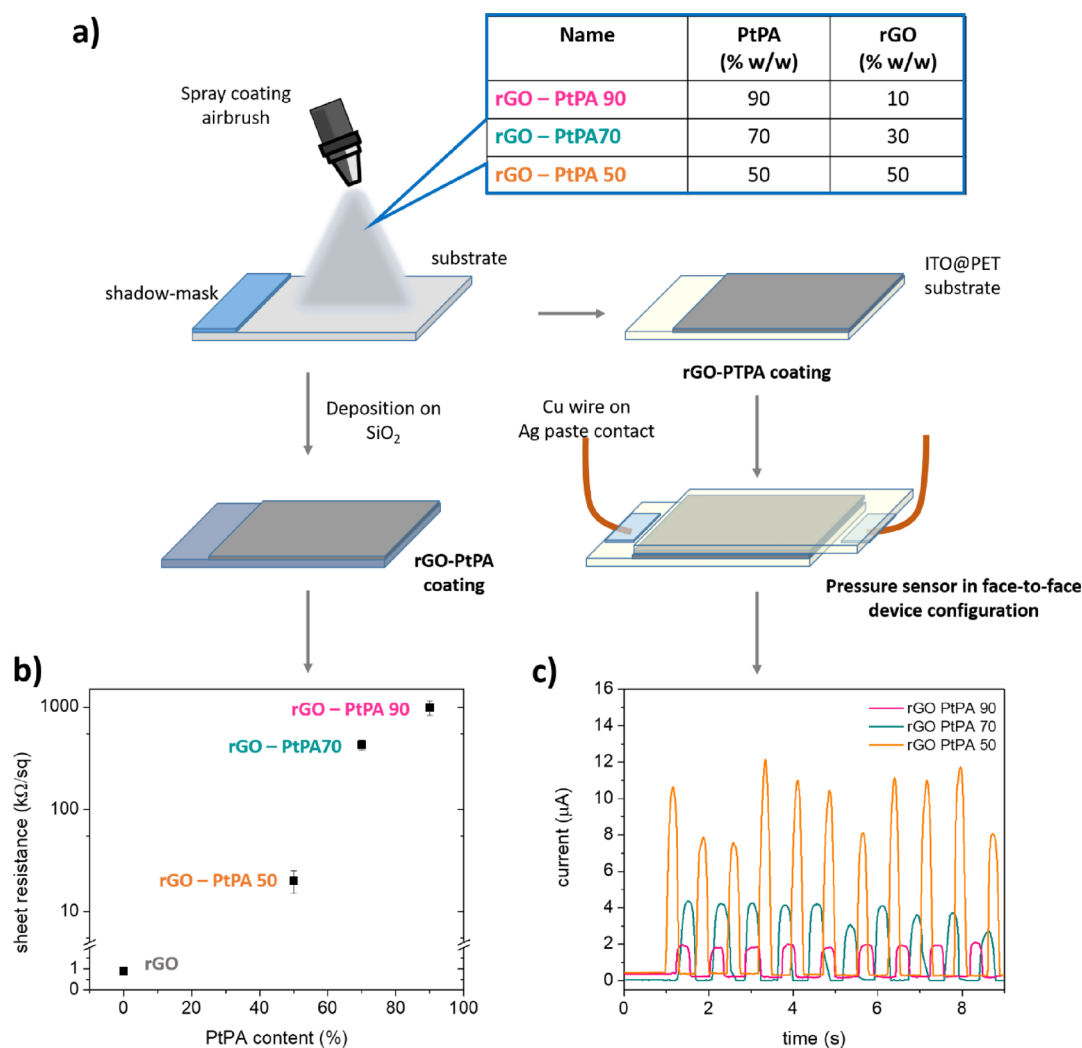 a)
Name PtPA (% w/w) rGO (% w/w)
rGO – PtPA 90 90 10
rGO – PtPA70 70 30
rGO – PtPA 50 50 50
Spray coating
airbrush
substrate
shadow-mask
ITO@PET
substrate
rGO-PTPA coating
Deposition on
SiO₂
Cu wire on
Ag paste contact
rGO-PtPA
coating
Pressure sensor in face-to-face
device configuration
b)
sheet resistance (kΩ/sq)
1000
100
10
1
0
rGO – PtPA 90
rGO – PtPA70
rGO – PtPA 50
rGO
0 20 40 60 80 100
PtPA content (%)
c)
current (µA)
16
14
12
10
8
6
4
2
0
rGO PtPA 90
rGO PtPA 70
rGO PtPA 50
0 2 4 6 8
time (s)